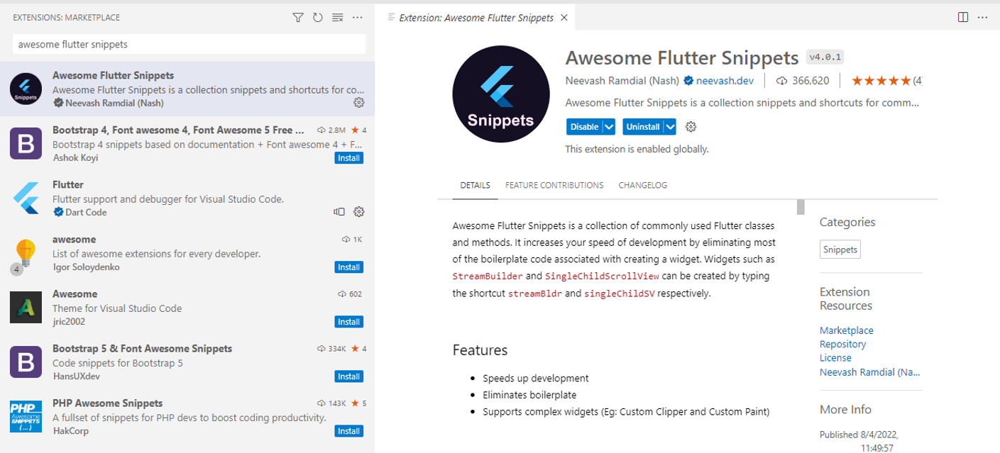 EXTENSIONS: MARKETPLACE
awesome flutter snippets
Snippets
Awesome Flutter Snippets
Awesome Flutter Snippets is a collection snippets and shortcuts for co...
Neevash Ramdial (Nash)
B
Bootstrap 4, Font awesome 4, Font Awesome 5 Free ... 2.8M ★ 4
Bootstrap 4 snippets based on documentation + Font awesome 4 + F...
Ashok Koyi Install
Flutter
Flutter support and debugger for Visual Studio Code.
Dart Code
awesome 1K
List of awesome extensions for every developer.
4
Igor Soloydenko Install
Awesome 602
Theme for Visual Studio Code
jric2002 Install
B
Bootstrap 5 & Font Awesome Snippets 334K ★ 4
Code snippets for Bootstrap 5
HansUXdev Install
PHP
AWESOME
SNIPPETS
(...)
PHP Awesome Snippets 143K ★ 5
A fullset of snippets for PHP devs to boost coding productivity.
HakCorp Install
Extension: Awesome Flutter Snippets
Snippets
Awesome Flutter Snippets v4.0.1
Neevash Ramdial (Nash) neevash.dev 366,620 ★★★★★(4)
Awesome Flutter Snippets is a collection snippets and shortcuts for comm...
Disable Uninstall
This extension is enabled globally.
DETAILS FEATURE CONTRIBUTIONS CHANGELOG
Awesome Flutter Snippets is a collection of commonly used Flutter classes
and methods. It increases your speed of development by eliminating most
of the boilerplate code associated with creating a widget. Widgets such as
StreamBuilder and SingleChildScrollView can be created by typing
the shortcut streamBldr and singleChildSV respectively.
Features
• Speeds up development
• Eliminates boilerplate
• Supports complex widgets (Eg: Custom Clipper and Custom Paint)
Categories
Snippets
Extension
Resources
Marketplace
Repository
License
Neevash Ramdial (Na...
More Info
Published 8/4/2022,
11:49:57